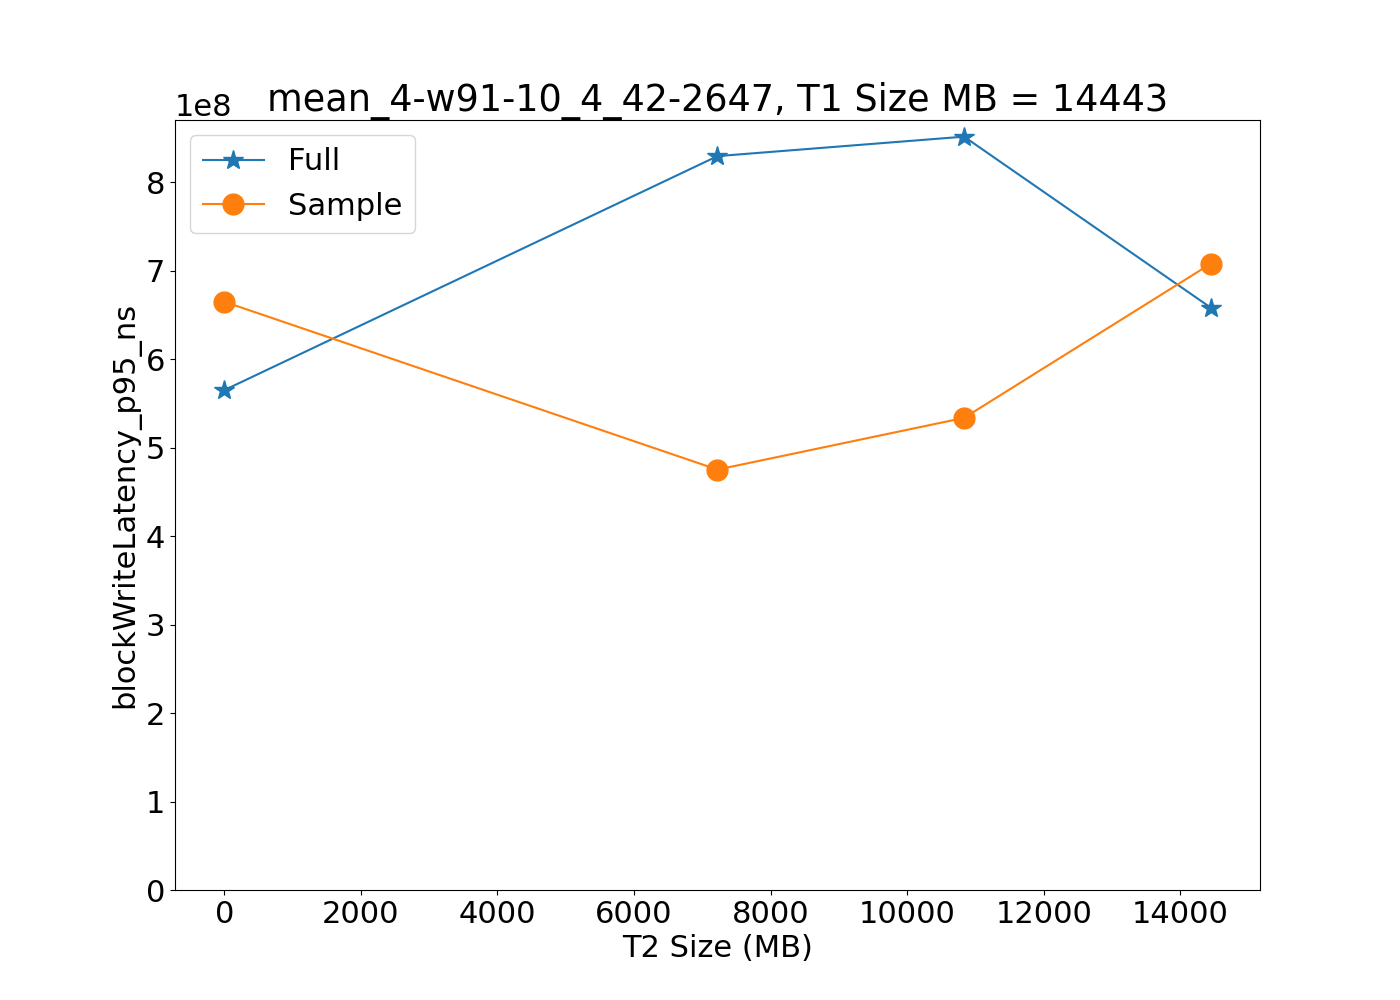 1e8
mean_4-w91-10_4_42-2647, T1 Size MB = 14443
Full
Sample
8
7
6
5
4
3
2
1
0
blockWriteLatency_p95_ns
0 2000 4000 6000 8000 10000 12000 14000
T2 Size (MB)